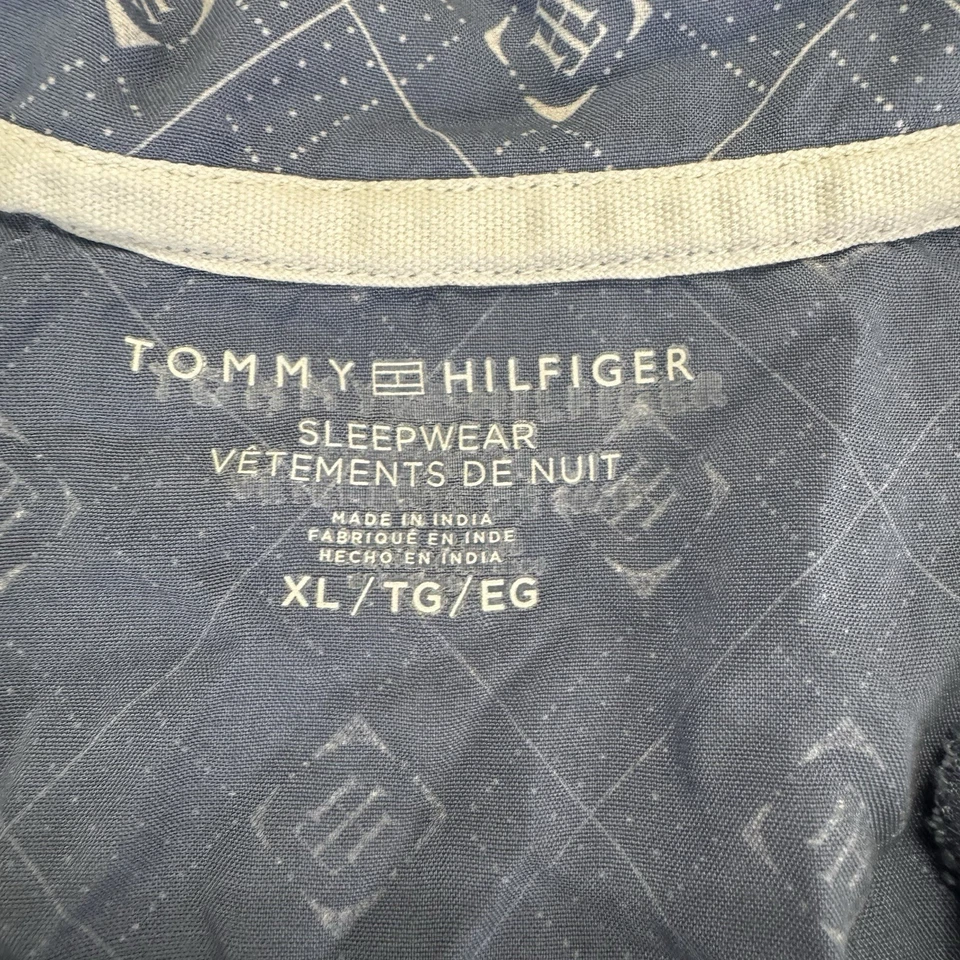 TOMMY HILFIGER
SLEEPWEAR
VÊTEMENTS DE NUIT
MADE IN INDIA
FABRIQUÉ EN INDE
HECHO EN INDIA
XL/TG/EG